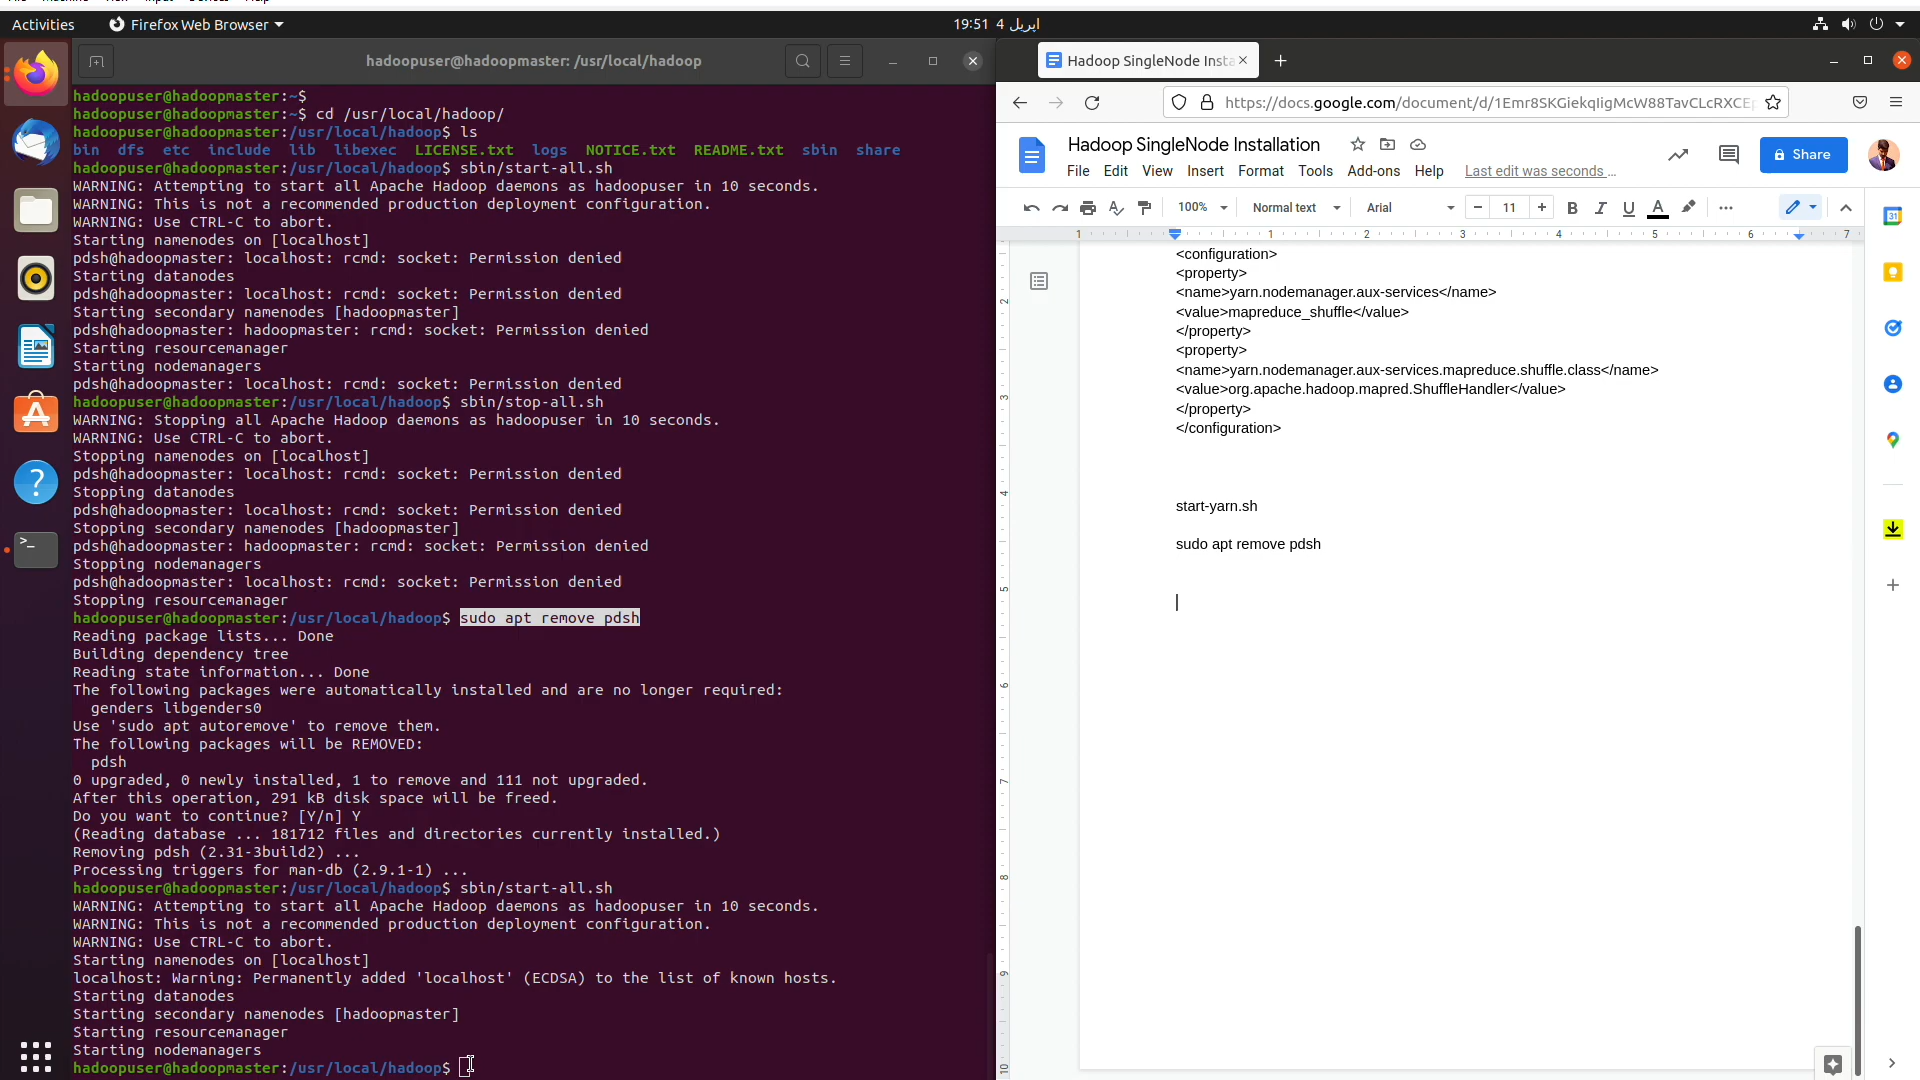 Activities
Firefox Web Browser
19:51 4 اپریل
hadoopuser@hadoopmaster: /usr/local/hadoop
hadoopuser@hadoopmaster:~$
hadoopuser@hadoopmaster:~$ cd /usr/local/hadoop/
hadoopuser@hadoopmaster:/usr/local/hadoop$ ls
bin dfs etc include lib libexec LICENSE.txt logs NOTICE.txt README.txt sbin share
hadoopuser@hadoopmaster:/usr/local/hadoop$ sbin/start-all.sh
WARNING: Attempting to start all Apache Hadoop daemons as hadoopuser in 10 seconds.
WARNING: This is not a recommended production deployment configuration.
WARNING: Use CTRL-C to abort.
Starting namenodes on [localhost]
pdsh@hadoopmaster: localhost: rcmd: socket: Permission denied
Starting datanodes
pdsh@hadoopmaster: localhost: rcmd: socket: Permission denied
Starting secondary namenodes [hadoopmaster]
pdsh@hadoopmaster: hadoopmaster: rcmd: socket: Permission denied
Starting resourcemanager
Starting nodemanagers
pdsh@hadoopmaster: localhost: rcmd: socket: Permission denied
hadoopuser@hadoopmaster:/usr/local/hadoop$ sbin/stop-all.sh
WARNING: Stopping all Apache Hadoop daemons as hadoopuser in 10 seconds.
WARNING: Use CTRL-C to abort.
Stopping namenodes on [localhost]
pdsh@hadoopmaster: localhost: rcmd: socket: Permission denied
Stopping datanodes
pdsh@hadoopmaster: localhost: rcmd: socket: Permission denied
Stopping secondary namenodes [hadoopmaster]
pdsh@hadoopmaster: hadoopmaster: rcmd: socket: Permission denied
Stopping nodemanagers
pdsh@hadoopmaster: localhost: rcmd: socket: Permission denied
Stopping resourcemanager
hadoopuser@hadoopmaster:/usr/local/hadoop$ sudo apt remove pdsh
Reading package lists... Done
Building dependency tree
Reading state information... Done
The following packages were automatically installed and are no longer required:
genders libgenders0
Use 'sudo apt autoremove' to remove them.
The following packages will be REMOVED:
pdsh
0 upgraded, 0 newly installed, 1 to remove and 111 not upgraded.
After this operation, 291 kB disk space will be freed.
Do you want to continue? [Y/n] Y
(Reading database ... 181712 files and directories currently installed.)
Removing pdsh (2.31-3build2) ...
Processing triggers for man-db (2.9.1-1) ...
hadoopuser@hadoopmaster:/usr/local/hadoop$ sbin/start-all.sh
WARNING: Attempting to start all Apache Hadoop daemons as hadoopuser in 10 seconds.
WARNING: This is not a recommended production deployment configuration.
WARNING: Use CTRL-C to abort.
Starting namenodes on [localhost]
localhost: Warning: Permanently added 'localhost' (ECDSA) to the list of known hosts.
Starting datanodes
Starting secondary namenodes [hadoopmaster]
Starting resourcemanager
Starting nodemanagers
hadoopuser@hadoopmaster:/usr/local/hadoop$
Hadoop SingleNode Insta
https://docs.google.com/document/d/
Hadoop SingleNode Installation
File Edit View Insert Format Tools Add-ons Help Last edit was seconds ...
Share
100% Normal text Arial 11 B I U A
1 1 2 3 4 5 6 7
2
3
4
5
6
7
8
9
10
<configuration>
<property>
<name>yarn.nodemanager.aux-services</name>
<value>mapreduce_shuffle</value>
</property>
<property>
<name>yarn.nodemanager.aux-services.mapreduce.shuffle.class</name>
<value>org.apache.hadoop.mapred.ShuffleHandler</value>
</property>
</configuration>
start-yarn.sh
sudo apt remove pdsh
31